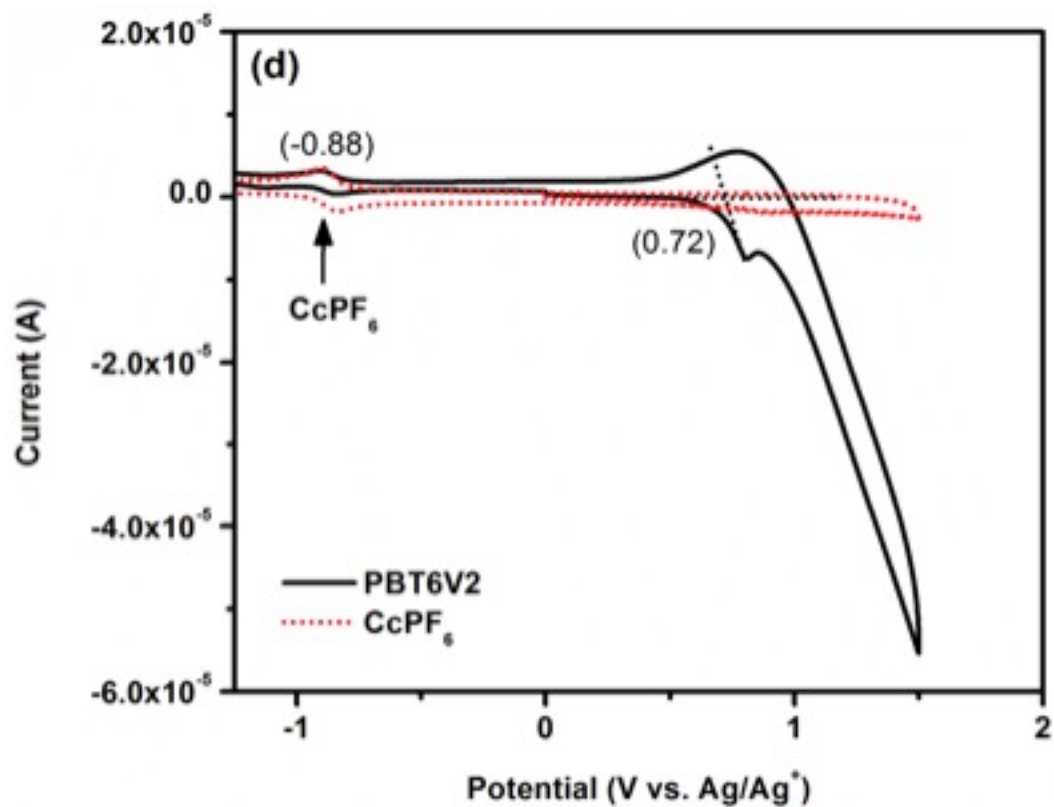 2.0x10⁻⁵
(d)
(-0.88)
0.0
(0.72)
CcPF₆
-2.0x10⁻⁵
Current (A)
-4.0x10⁻⁵
PBT6V2
CcPF₆
-6.0x10⁻⁵
-1 0 1 2
Potential (V vs. Ag/Ag⁺)